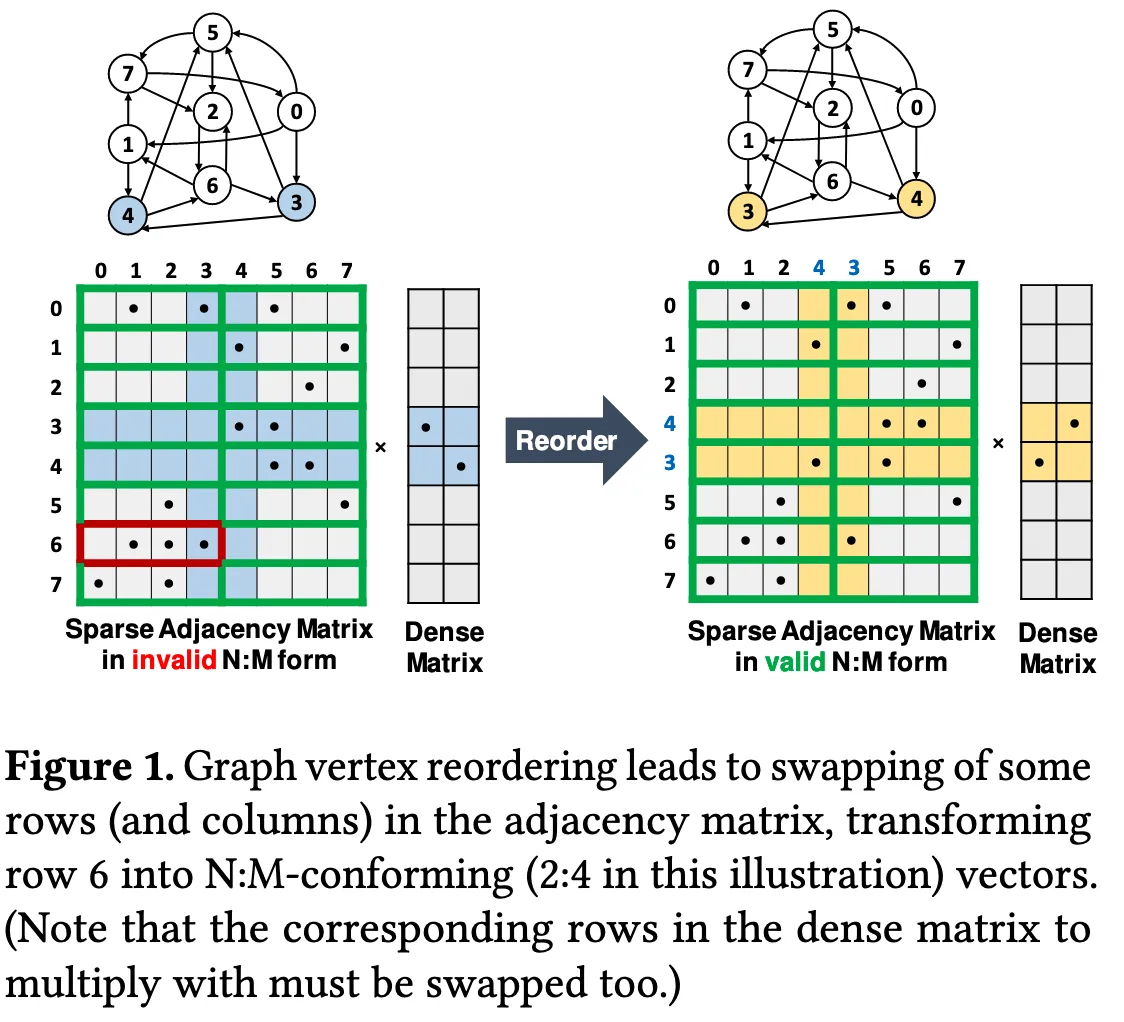 5
7
2
0
1
6
4
3
5
7
2
0
1
6
3
4
0 1 2 3 4 5 6 7
0
1
2
3
4
5
6
7
×
Reorder
0 1 2 4 3 5 6 7
0
1
2
4
3
5
6
7
×
Sparse Adjacency Matrix
in invalid N:M form
Dense
Matrix
Sparse Adjacency Matrix
in valid N:M form
Dense
Matrix
Figure 1. Graph vertex reordering leads to swapping of some
rows (and columns) in the adjacency matrix, transforming
row 6 into N:M-conforming (2:4 in this illustration) vectors.
(Note that the corresponding rows in the dense matrix to
multiply with must be swapped too.)